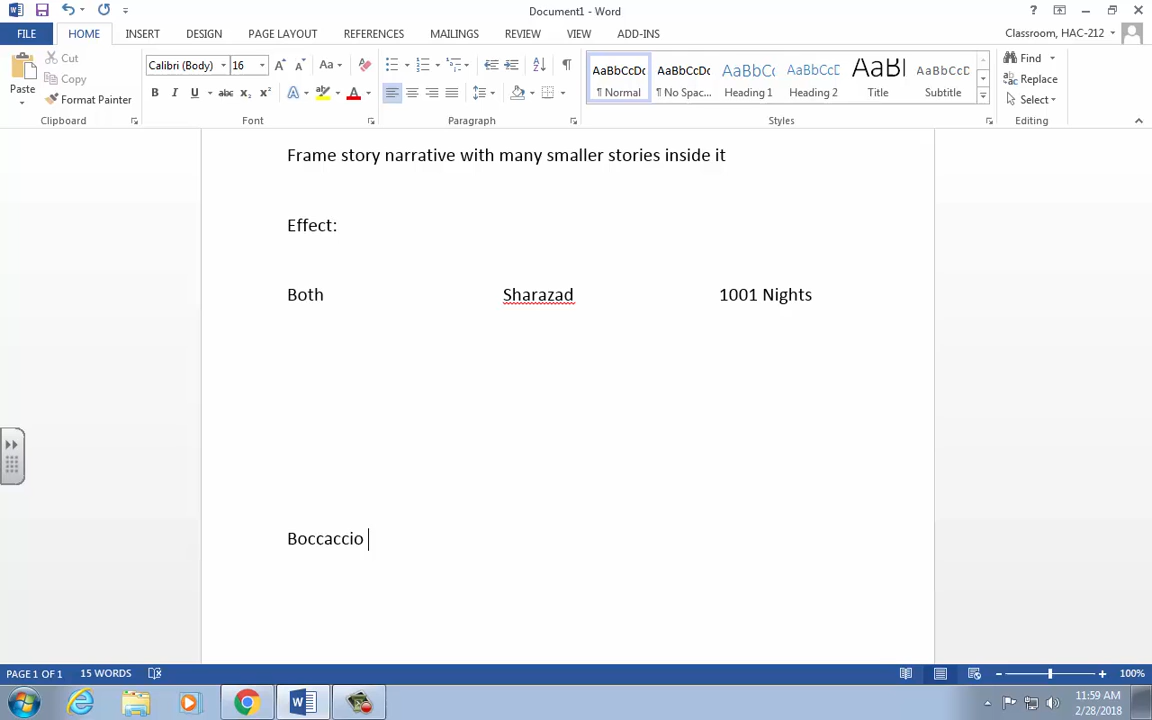 Document1 - Word
Classroom, HAC-212
FILE HOME INSERT DESIGN PAGE LAYOUT REFERENCES MAILINGS REVIEW VIEW ADD-INS
Paste
Cut
Copy
Format Painter
Clipboard
Calibri (Body) 16
Font
Paragraph
AaBbCcDc ¶ Normal
AaBbCcDc ¶ No Spac...
AaBbCc Heading 1
AaBbCcD Heading 2
AaBl Title
AaBbCcD Subtitle
Styles
Find
Replace
Select
Editing
Frame story narrative with many smaller stories inside it
Effect:
Both Sharazad 1001 Nights
Boccaccio
PAGE 1 OF 1 15 WORDS
100%
11:59 AM
2/28/2018